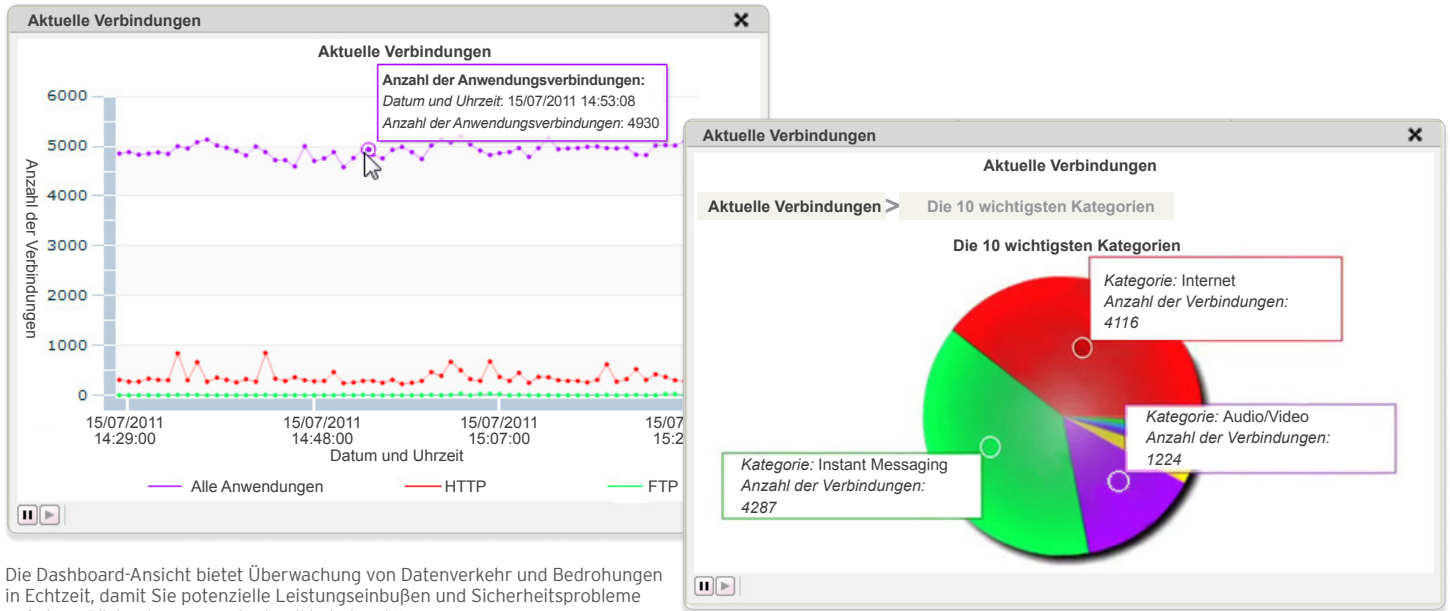 Aktuelle Verbindungen
Aktuelle Verbindungen
Anzahl der Anwendungsverbindungen:
Datum und Uhrzeit: 15/07/2011 14:53:08
Anzahl der Anwendungsverbindungen: 4930
Anzahl der Verbindungen
6000
5000
4000
3000
2000
1000
0
15/07/2011 15/07/2011 15/07/2011 15/07
14:29:00 14:48:00 15:07:00 15:2
Datum und Uhrzeit
Alle Anwendungen HTTP FTP
Aktuelle Verbindungen
Aktuelle Verbindungen
Aktuelle Verbindungen > Die 10 wichtigsten Kategorien
Die 10 wichtigsten Kategorien
Kategorie: Internet
Anzahl der Verbindungen:
4116
Kategorie: Audio/Video
Anzahl der Verbindungen:
1224
Kategorie: Instant Messaging
Anzahl der Verbindungen:
4287
Die Dashboard-Ansicht bietet Überwachung von Datenverkehr und Bedrohungen
in Echtzeit, damit Sie potenzielle Leistungseinbußen und Sicherheitsprobleme